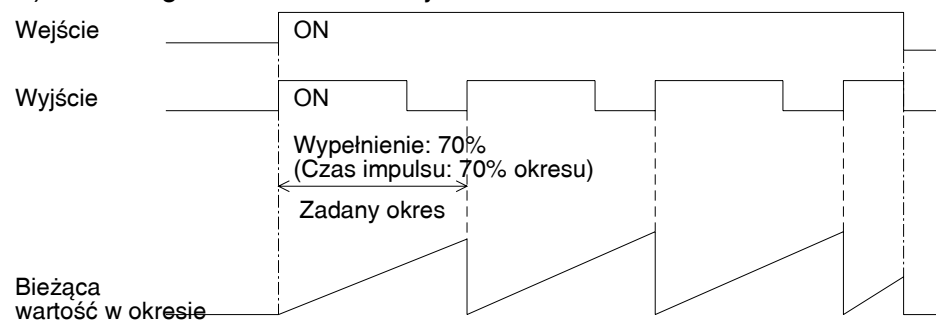 Wejście
ON
Wyjście
ON
Wypełnienie: 70%
(Czas impulsu: 70% okresu)
Zadany okres
Bieżąca
wartość w okresie